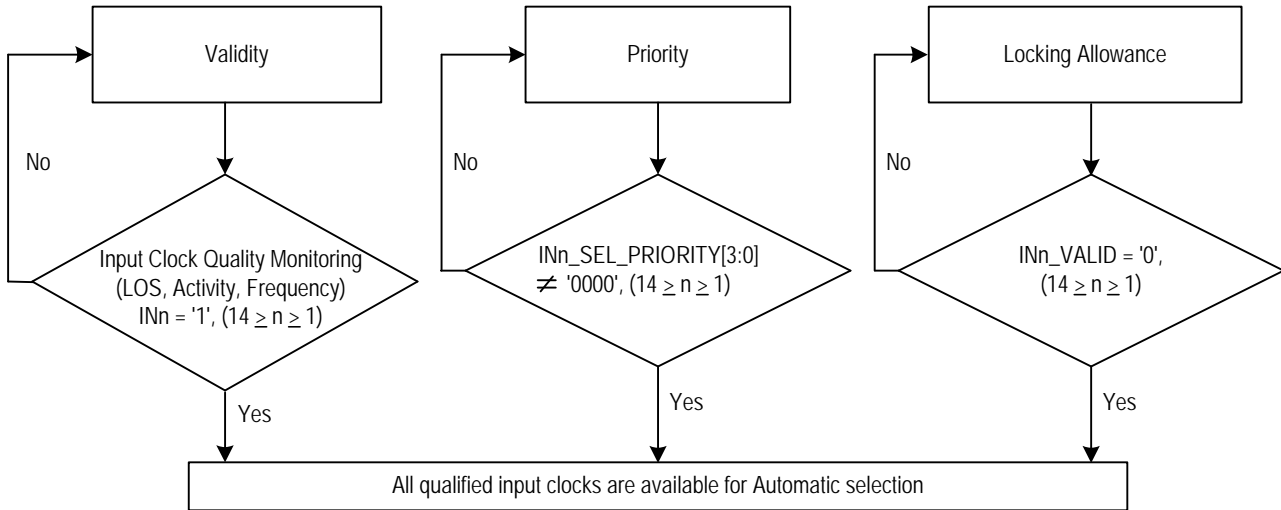 Validity
Priority
Locking Allowance
No
No
No
Input Clock Quality Monitoring
(LOS, Activity, Frequency)
INn = '1', (14 ≥ n ≥ 1)
INn_SEL_PRIORITY[3:0]
≠ '0000', (14 ≥ n ≥ 1)
INn_VALID = '0',
(14 ≥ n ≥ 1)
Yes
Yes
Yes
All qualified input clocks are available for Automatic selection